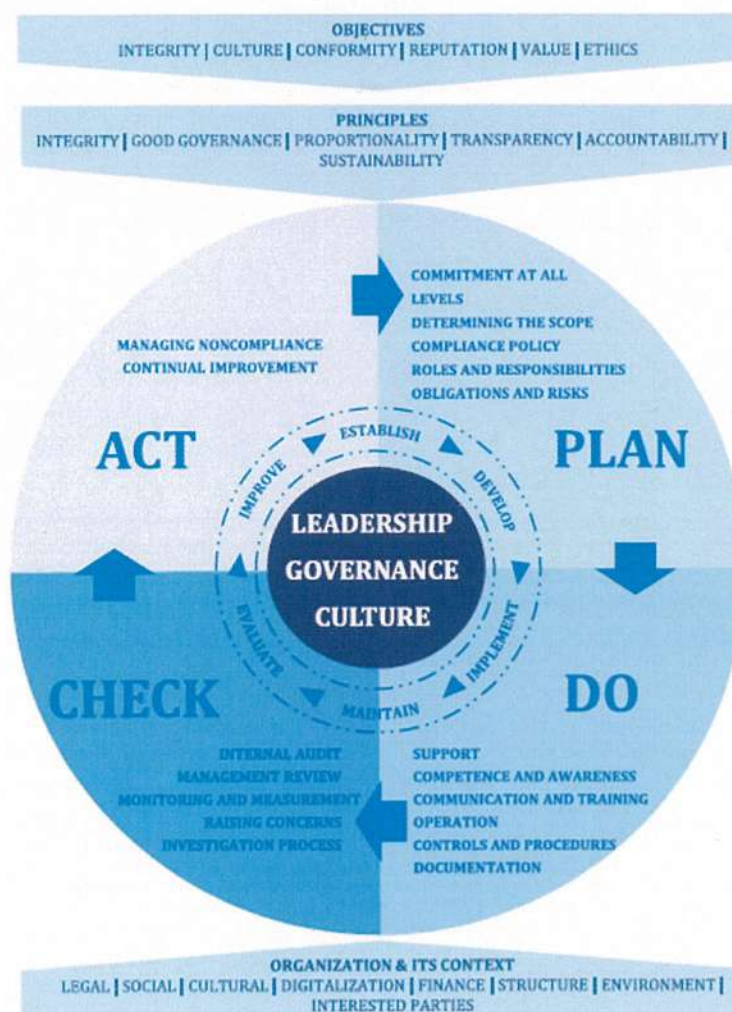 OBJECTIVES
INTEGRITY | CULTURE | CONFORMITY | REPUTATION | VALUE | ETHICS
PRINCIPLES
INTEGRITY | GOOD GOVERNANCE | PROPORTIONALITY | TRANSPARENCY | ACCOUNTABILITY |
SUSTAINABILITY
MANAGING NONCOMPLIANCE
CONTINUAL IMPROVEMENT
ACT
COMMITMENT AT ALL
LEVELS
DETERMINING THE SCOPE
COMPLIANCE POLICY
ROLES AND RESPONSIBILITIES
OBLIGATIONS AND RISKS
PLAN
ESTABLISH
DEVELOP
IMPLEMENT
MAINTAIN
EVALUATE
IMPROVE
LEADERSHIP
GOVERNANCE
CULTURE
CHECK
INTERNAL AUDIT
MANAGEMENT REVIEW
MONITORING AND MEASUREMENT
RAISING CONCERNS
INVESTIGATION PROCESS
DO
SUPPORT
COMPETENCE AND AWARENESS
COMMUNICATION AND TRAINING
OPERATION
CONTROLS AND PROCEDURES
DOCUMENTATION
ORGANIZATION & ITS CONTEXT
LEGAL | SOCIAL | CULTURAL | DIGITALIZATION | FINANCE | STRUCTURE | ENVIRONMENT |
INTERESTED PARTIES